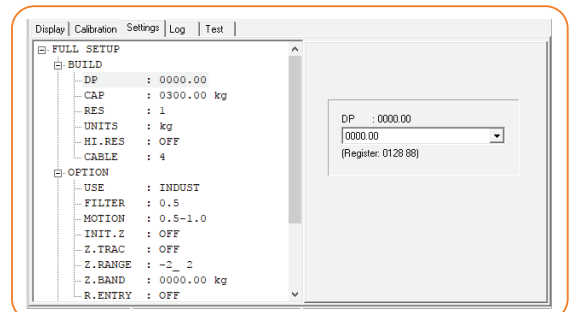 Display Calibration Settings Log Test
FULL SETUP
BUILD
DP : 0000.00
CAP : 0300.00 kg
RES : 1
UNITS : kg
HI.RES : OFF
CABLE : 4
OPTION
USE : INDUST
FILTER : 0.5
MOTION : 0.5-1.0
INIT.Z : OFF
Z.TRAC : OFF
Z.RANGE : -2_ 2
Z.BAND : 0000.00 kg
R.ENTRY : OFF
DP : 0000.00
0000.00
(Register: 0128 88)